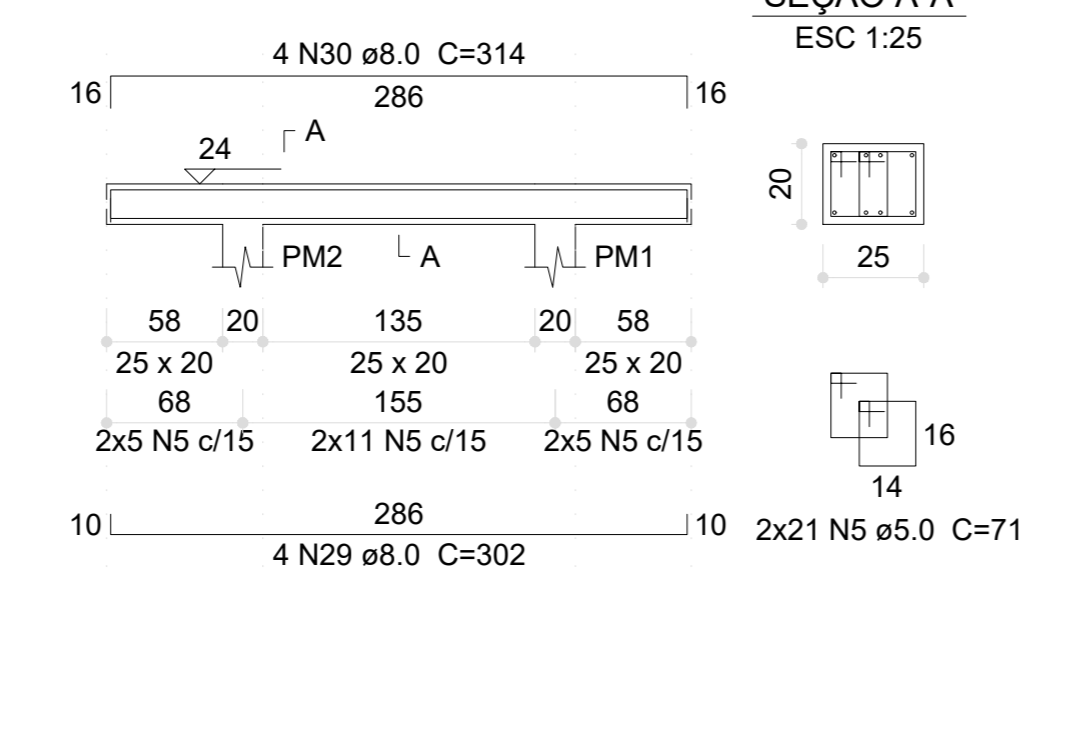 SEÇÃO A-A
ESC 1:25
4 N30 ø8.0 C=314
16 286 16
A
24
20
PM2 A PM1
25
58 20 135 20 58
25 x 20 25 x 20 25 x 20
68 155 68
2x5 N5 c/15 2x11 N5 c/15 2x5 N5 c/15
16
14
10 286 10
2x21 N5 ø5.0 C=71
4 N29 ø8.0 C=302